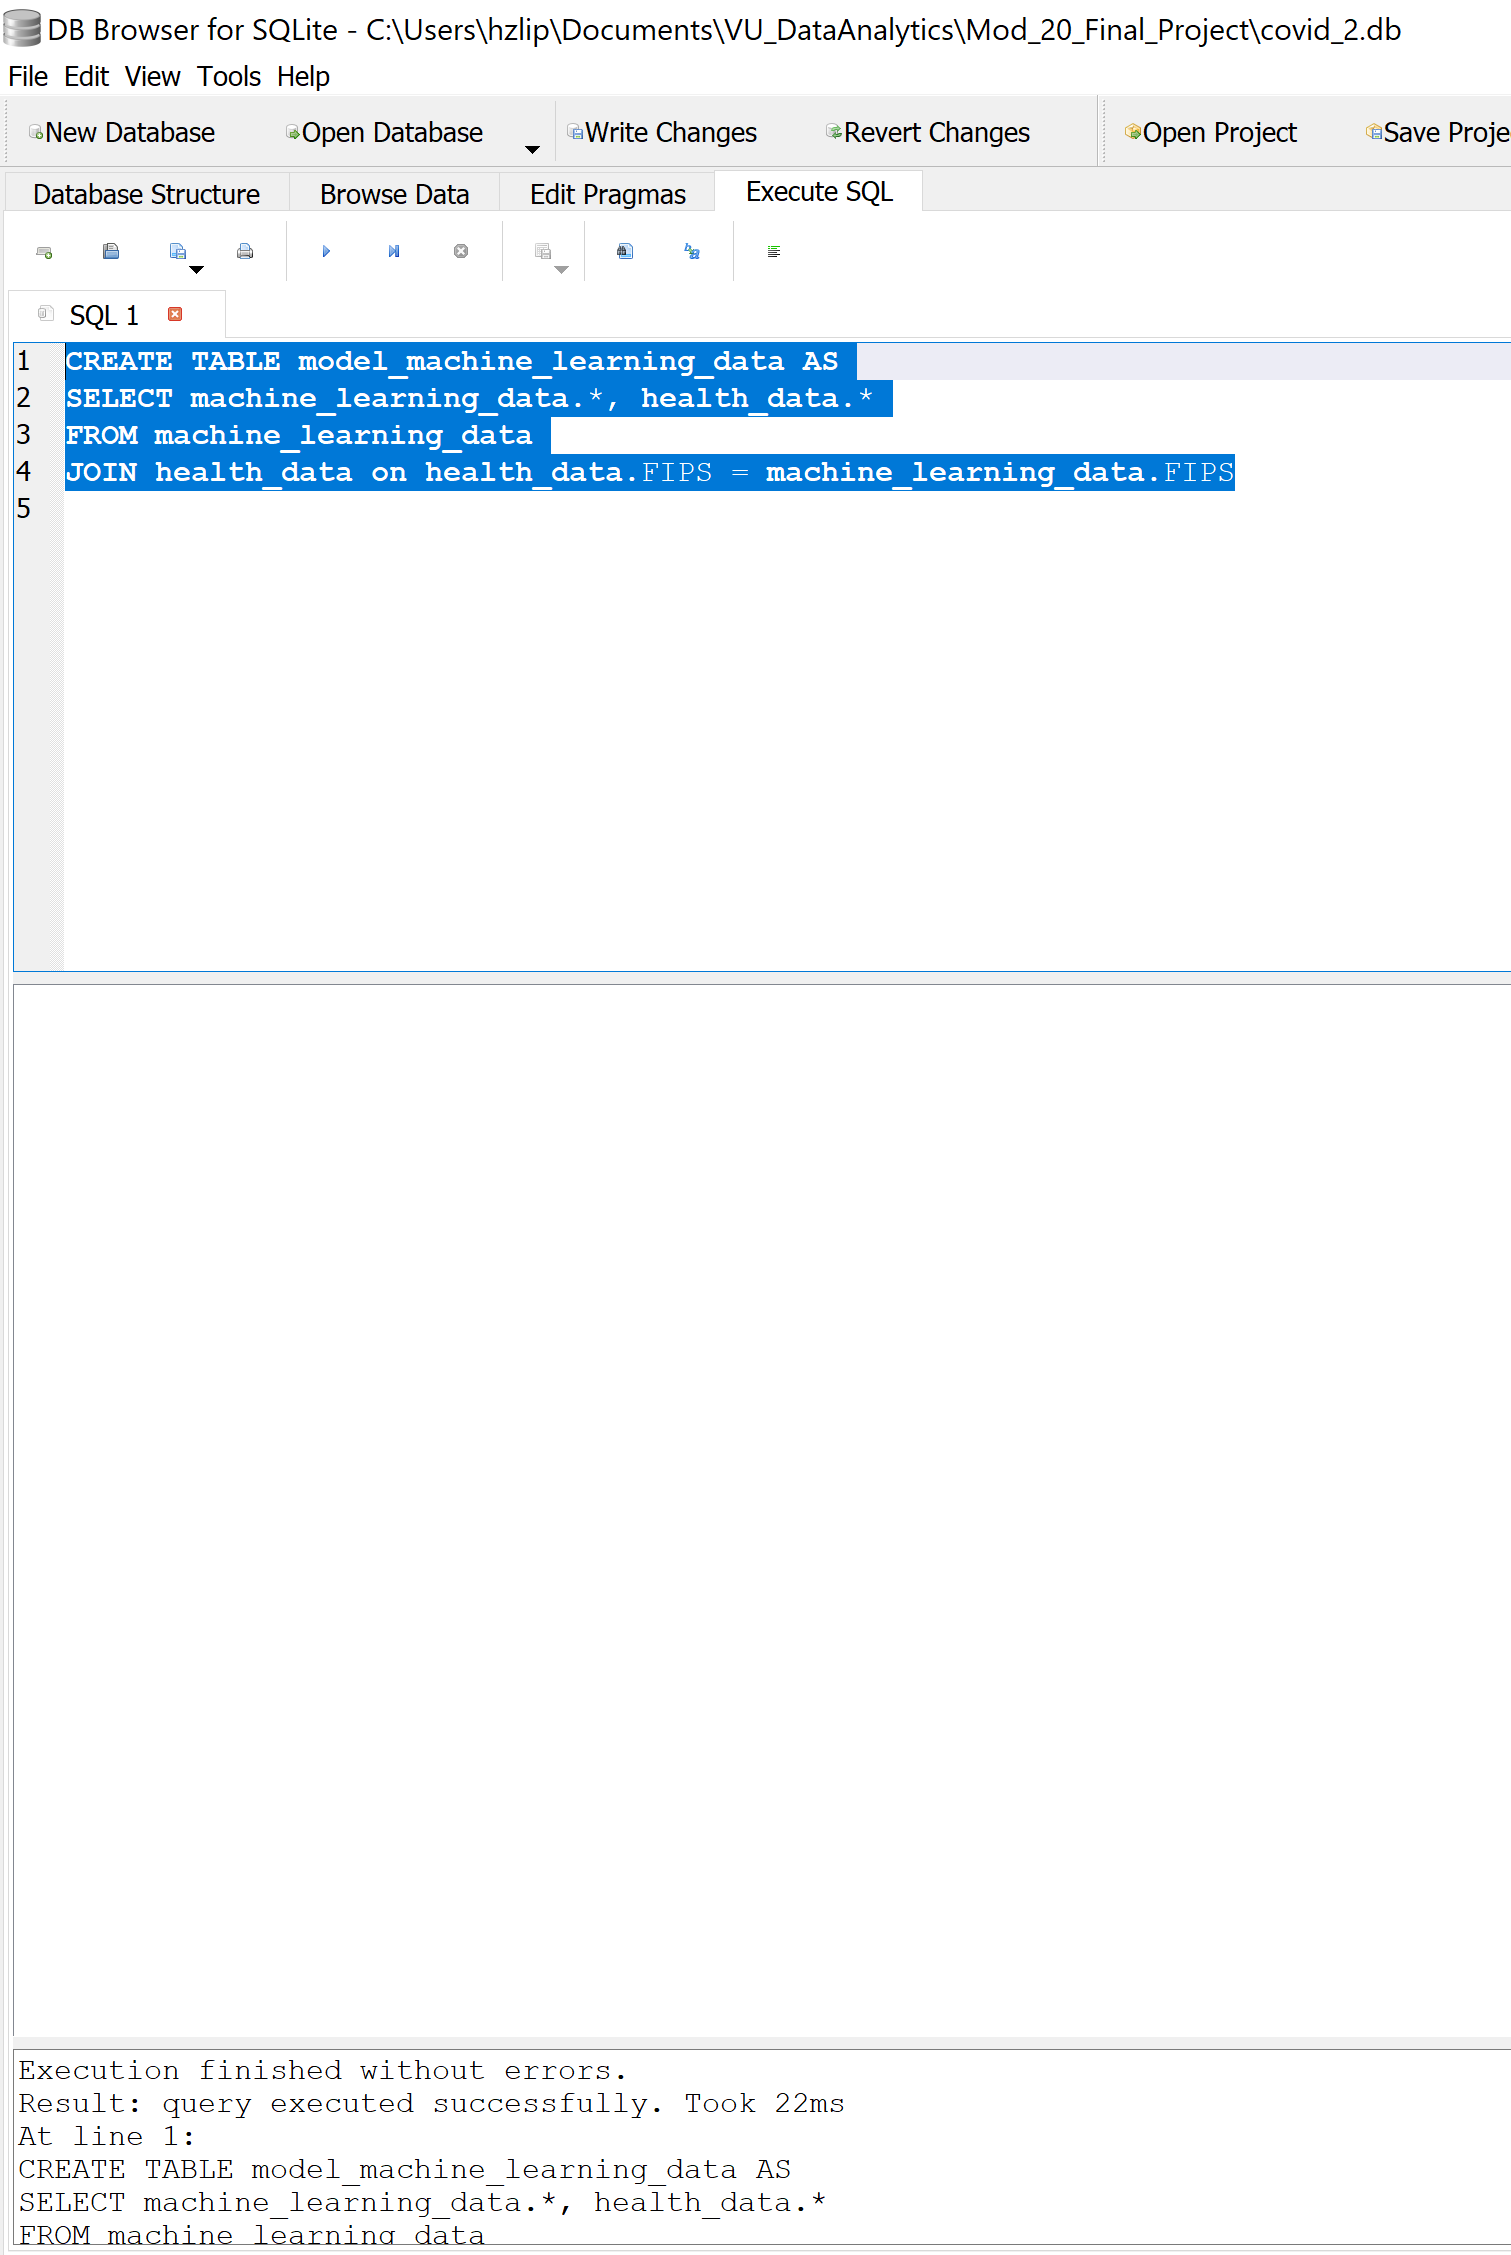 DB Browser for SQLite - C:\Users\hzlip\Documents\VU_DataAnalytics\Mod_20_Final_Project\covid_2.db
File Edit View Tools Help
New Database Open Database Write Changes Revert Changes Open Project Save Proje
Database Structure Browse Data Edit Pragmas Execute SQL
SQL 1
1 CREATE TABLE model_machine_learning_data AS
2 SELECT machine_learning_data.*, health_data.*
3 FROM machine_learning_data
4 JOIN health_data on health_data.FIPS = machine_learning_data.FIPS
5
Execution finished without errors.
Result: query executed successfully. Took 22ms
At line 1:
CREATE TABLE model_machine_learning_data AS
SELECT machine_learning_data.*, health_data.*
FROM machine_learning_data